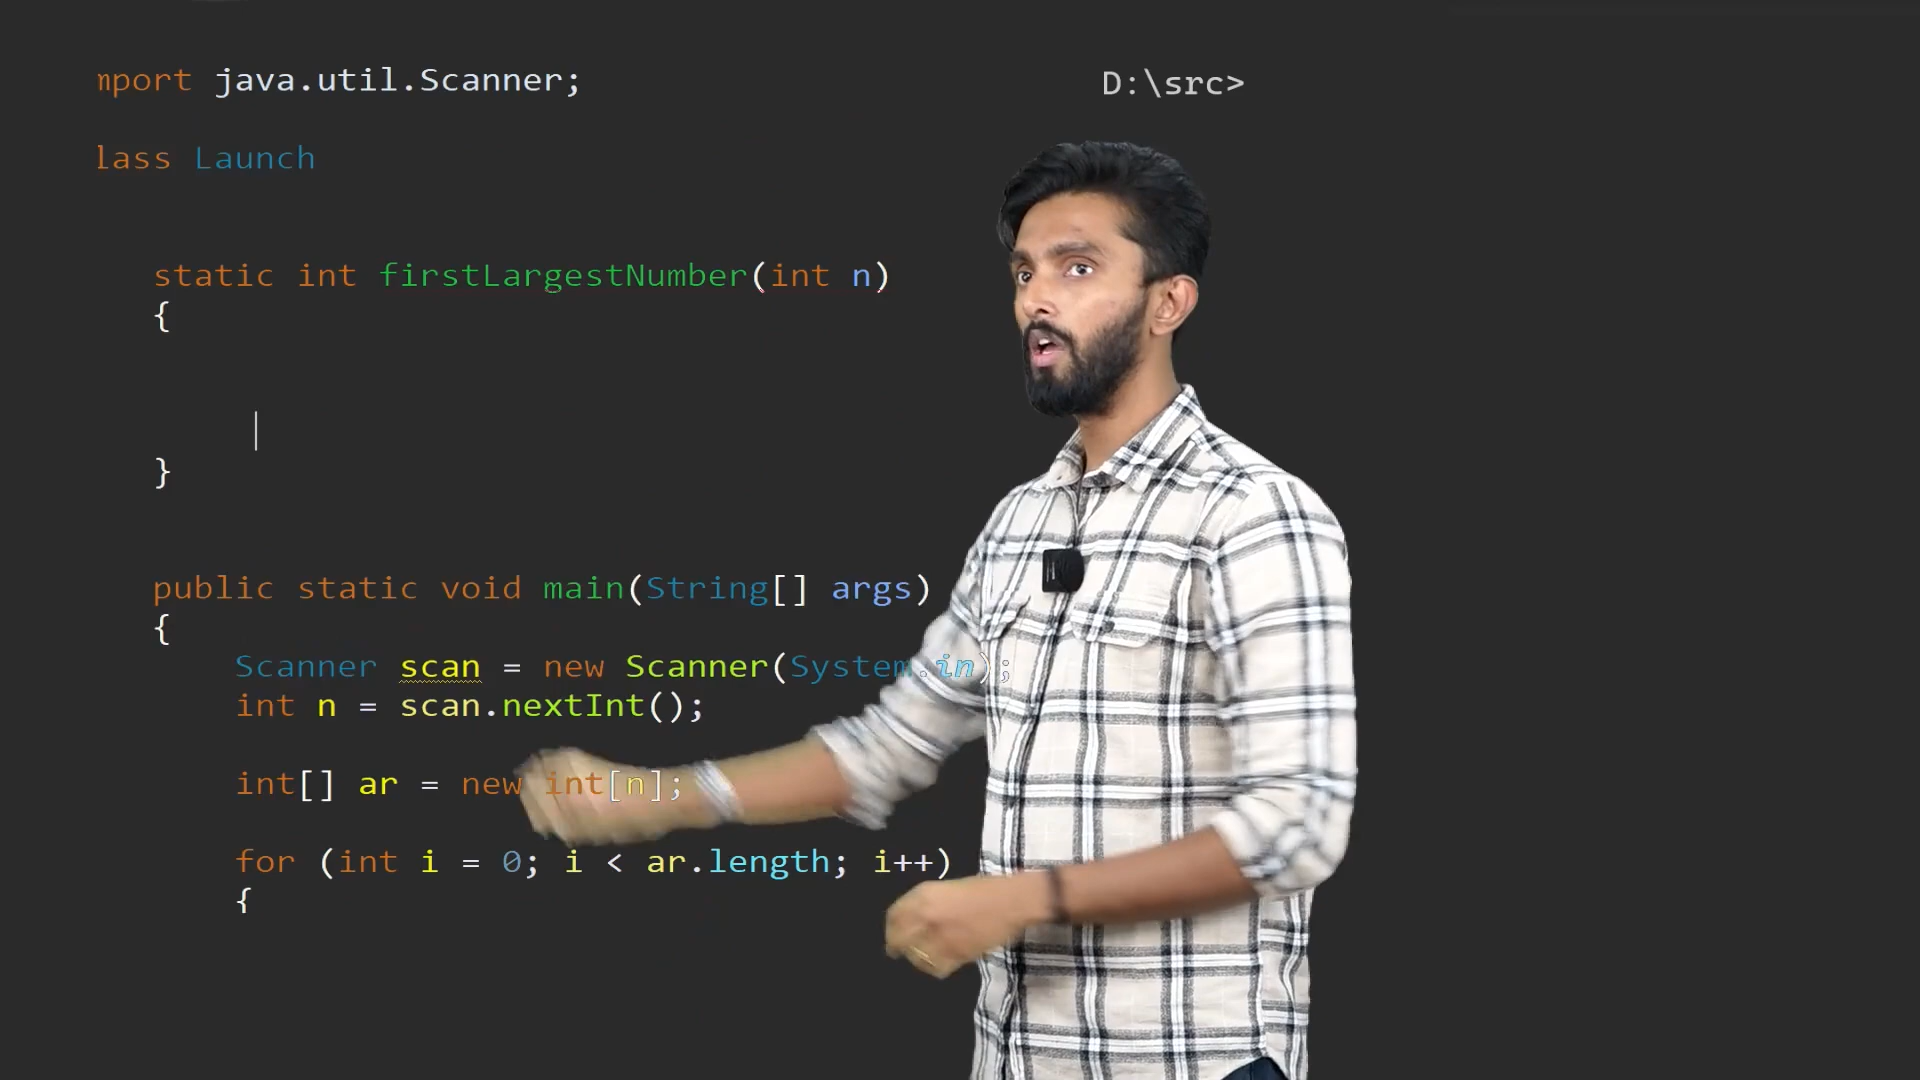 mport java.util.Scanner;
lass Launch
static int firstLargestNumber(int n)
{
}
public static void main(String[] args)
{
Scanner scan = new Scanner(System.in);
int n = scan.nextInt();
int[] ar = new int[n];
for (int i = 0; i < ar.length; i++)
{
D:\src>